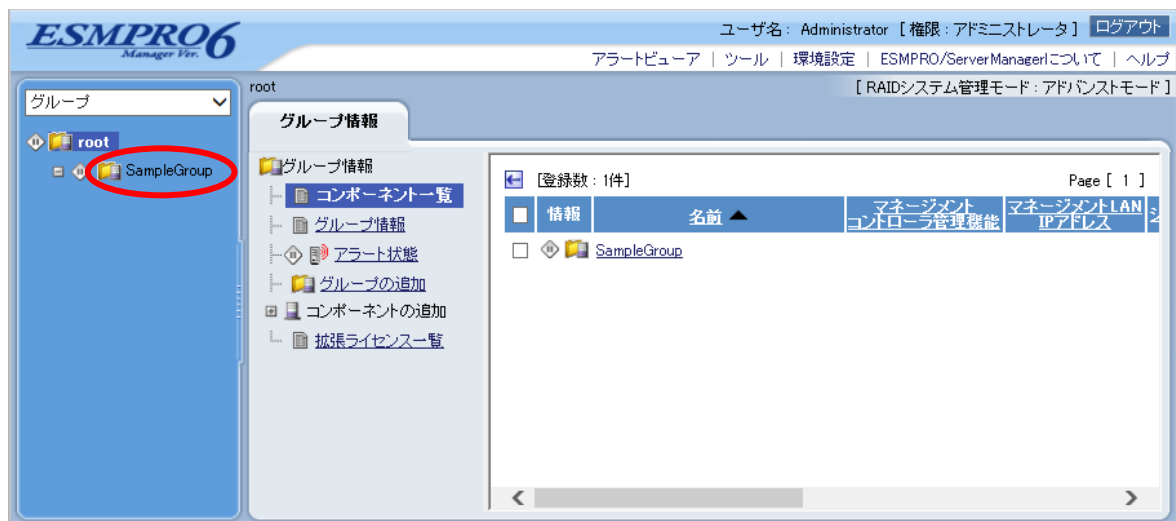 ESMPRO6
Manager Ver.
ユーザ名： Administrator [ 権限 : アドミニストレータ ] ログアウト
アラートビューア | ツール | 環境設定 | ESMPRO/ServerManagerについて | ヘルプ
グループ
root
SampleGroup
root
[ RAIDシステム管理モード : アドバンストモード ]
グループ情報
グループ情報
コンポーネント一覧
グループ情報
アラート状態
グループの追加
コンポーネントの追加
拡張ライセンス一覧
[登録数 : 1件]
Page [ 1 ]
情報
名前▲
マネージメント
コントローラ管理機能
マネージメントLAN
IPアドレス
SampleGroup